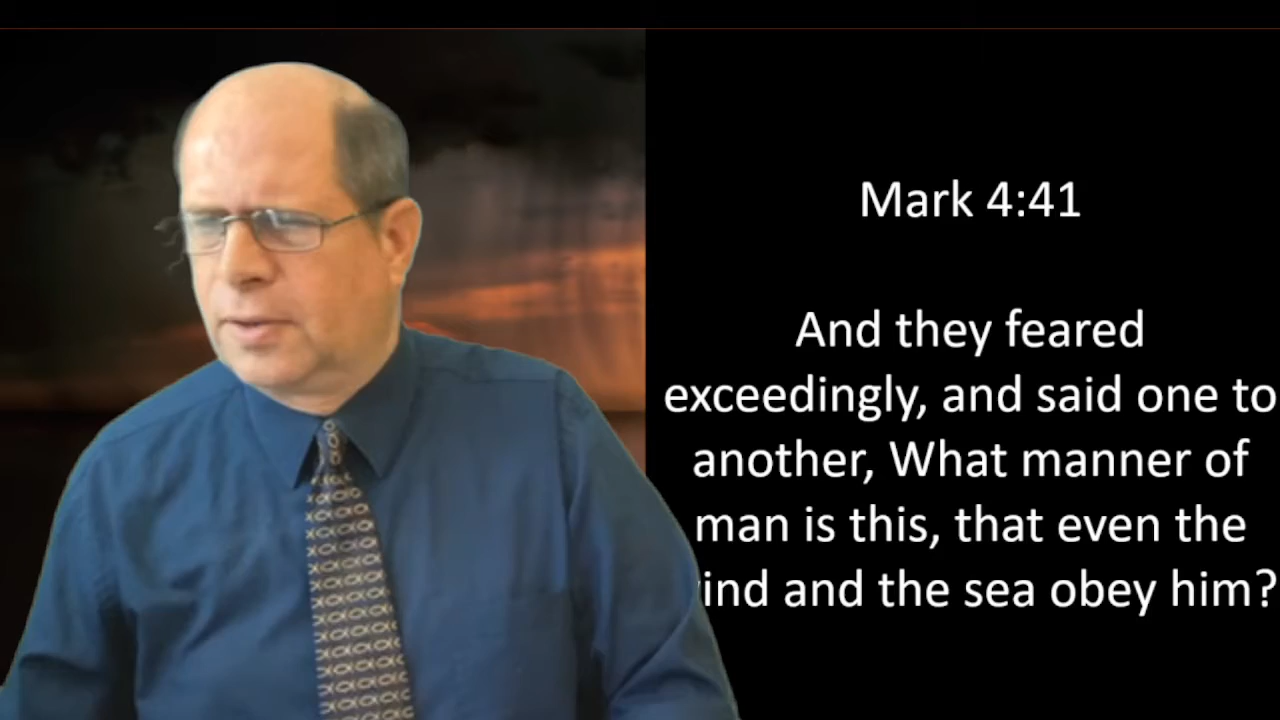 Mark 4:41
And they feared
exceedingly, and said one to
another, What manner of
man is this, that even the
ind and the sea obey him?